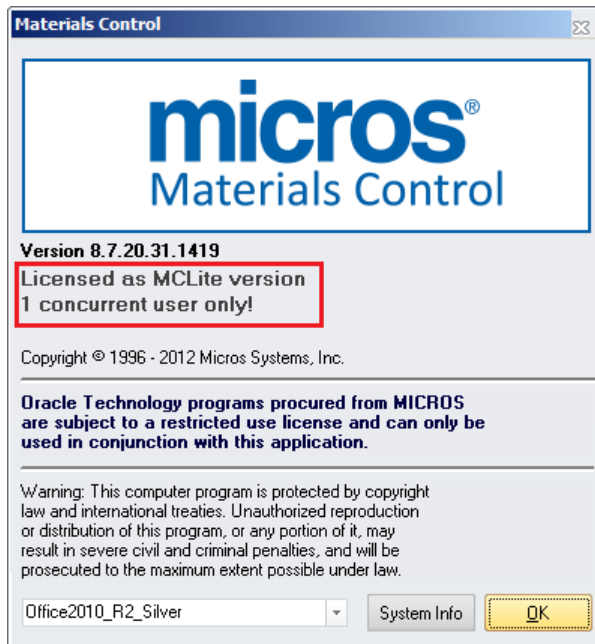 Materials Control
micros®
Materials Control
Version 8.7.20.31.1419
Licensed as MCLite version
1 concurrent user only!
Copyright © 1996 - 2012 Micros Systems, Inc.
Oracle Technology programs procured from MICROS
are subject to a restricted use license and can only be
used in conjunction with this application.
Warning: This computer program is protected by copyright
law and international treaties. Unauthorized reproduction
or distribution of this program, or any portion of it, may
result in severe civil and criminal penalties, and will be
prosecuted to the maximum extent possible under law.
Office2010_R2_Silver
System Info
OK